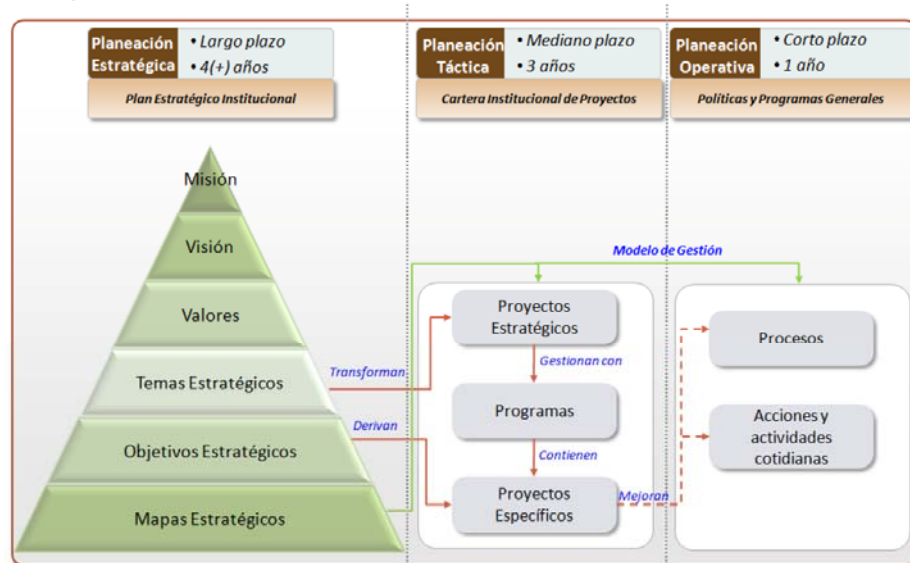 Planeación
Estratégica
• Largo plazo
• 4(+) años
Plan Estratégico Institucional
Planeación
Táctica
• Mediano plazo
• 3 años
Cartera Institucional de Proyectos
Planeación
Operativa
• Corto plazo
• 1 año
Políticas y Programas Generales
Misión
Visión
Valores
Temas Estratégicos
Objetivos Estratégicos
Mapas Estratégicos
Transforman
Derivan
Modelo de Gestión
Proyectos
Estratégicos
Gestionan con
Programas
Contienen
Proyectos
Específicos
Mejoran
Procesos
Acciones y
actividades
cotidianas